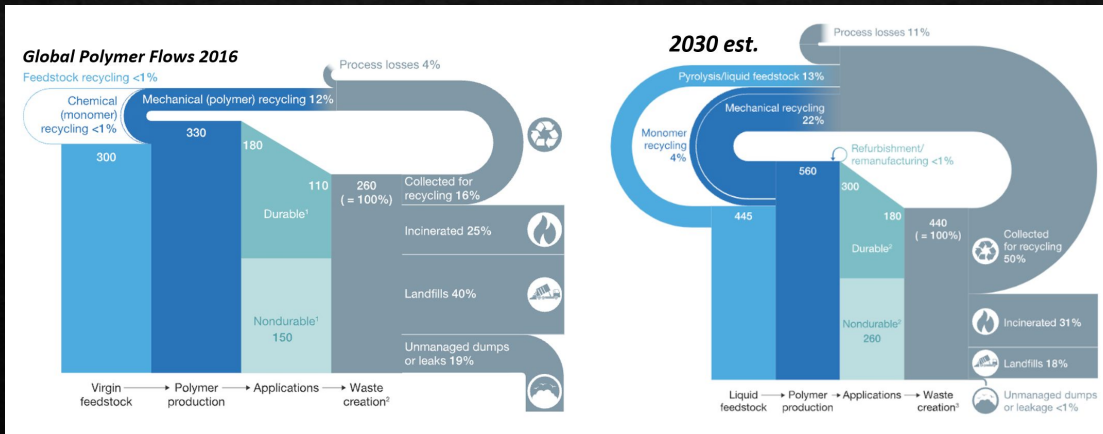 Global Polymer Flows 2016
Feedstock recycling <1%
Chemical
(monomer)
recycling <1%
Mechanical (polymer) recycling 12%
Process losses 4%
300
330
180
110
260
(= 100%)
Durable¹
Nondurable¹
150
Collected for
recycling 16%
Incinerated 25%
Landfills 40%
Unmanaged dumps
or leaks 19%
Virgin
feedstock
Polymer
production
Applications
Waste
creation²
2030 est.
Process losses 11%
Pyrolysis/liquid feedstock 13%
Mechanical recycling
22%
Monomer
recycling
4%
Refurbishment/
remanufacturing <1%
445
560
300
180
440
(= 100%)
Durable²
Nondurable²
260
Collected
for recycling
50%
Incinerated 31%
Landfills 18%
Unmanaged dumps
or leakage <1%
Liquid
feedstock
Polymer
production
Applications
Waste
creation³